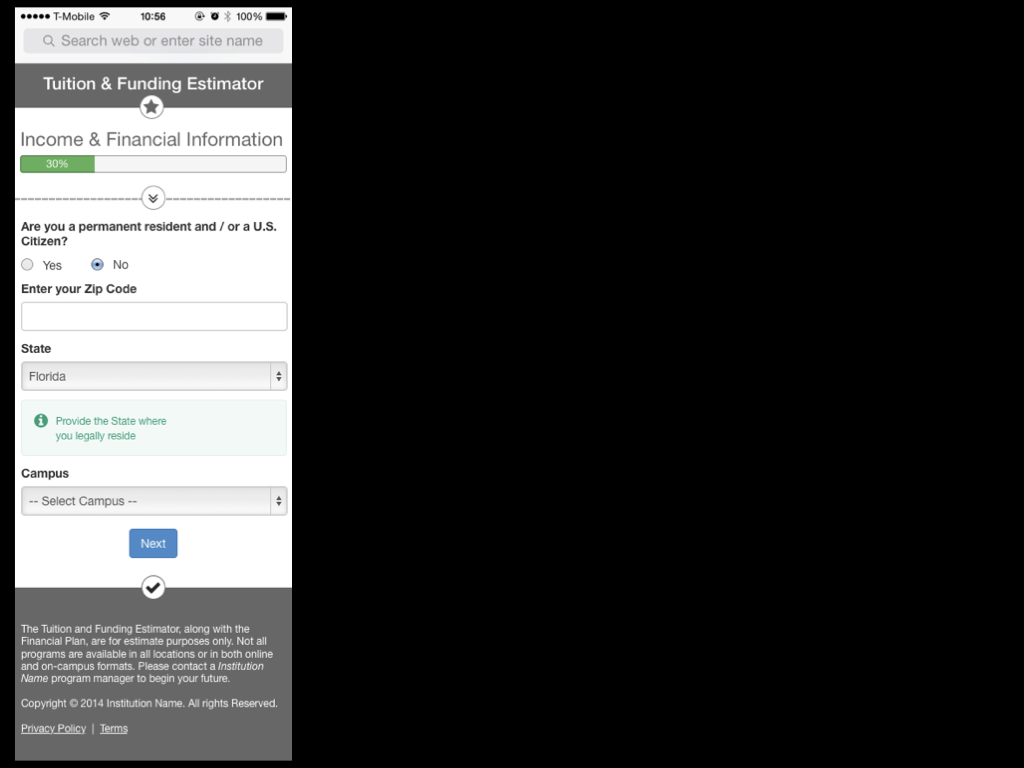 T-Mobile 10:56 100%
Search web or enter site name
Tuition & Funding Estimator
Income & Financial Information
30%
Are you a permanent resident and / or a U.S.
Citizen?
Yes No
Enter your Zip Code
State
Florida
Provide the State where
you legally reside
Campus
-- Select Campus --
Next
The Tuition and Funding Estimator, along with the
Financial Plan, are for estimate purposes only. Not all
programs are available in all locations or in both online
and on-campus formats. Please contact a Institution
Name program manager to begin your future.
Copyright © 2014 Institution Name. All rights Reserved.
Privacy Policy | Terms